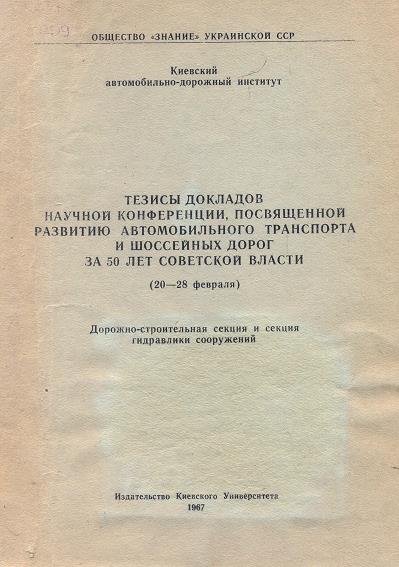 ОБЩЕСТВО «ЗНАНИЕ» УКРАИНСКОЙ ССР
Киевский
автомобильно-дорожный институт
ТЕЗИСЫ ДОКЛАДОВ
НАУЧНОЙ КОНФЕРЕНЦИИ, ПОСВЯЩЕННОЙ
РАЗВИТИЮ АВТОМОБИЛЬНОГО ТРАНСПОРТА
И ШОССЕЙНЫХ ДОРОГ
ЗА 50 ЛЕТ СОВЕТСКОЙ ВЛАСТИ
(20—28 февраля)
Дорожно-строительная секция и секция
гидравлики сооружений
Издательство Киевского Университета
1967